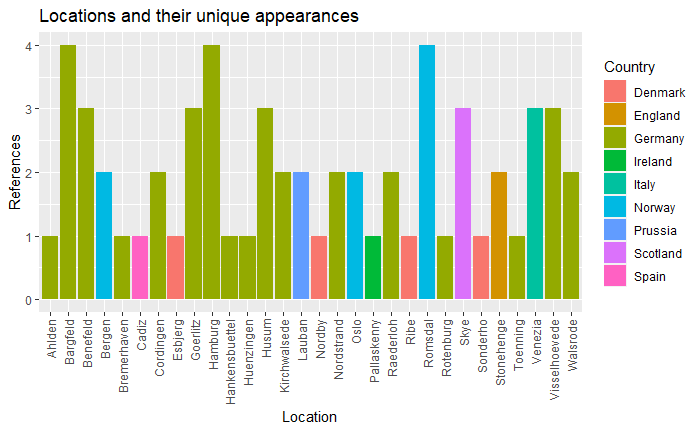 Locations and their unique appearances
References
4
3
2
1
0
Ahlden
Bargfeld
Benefeld
Bergen
Bremerhaven
Cadiz
Cordingen
Esbjerg
Goerlitz
Hamburg
Hankensbuettel
Huenzingen
Husum
Kirchwalsede
Lauban
Nordby
Nordstrand
Oslo
Pallaskenny
Raederloh
Ribe
Romsdal
Rotenburg
Skye
Sonderho
Stonehenge
Toenning
Venezia
Visselhoevede
Walsrode
Location
Country
Denmark
England
Germany
Ireland
Italy
Norway
Prussia
Scotland
Spain